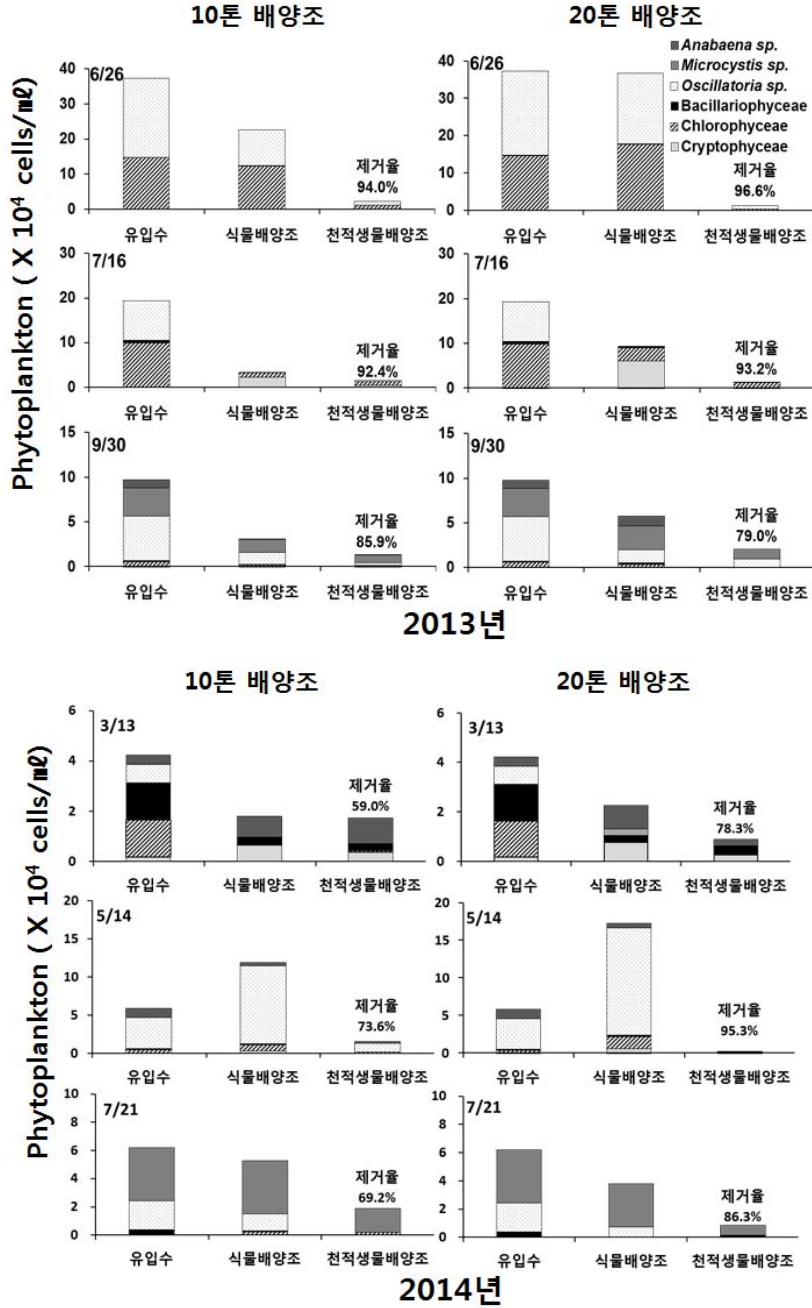 10톤 배양조
20톤 배양조
Phytoplankton ( X 10⁴ cells/㎖)
6/26
40
30
20
10
0
제거율
94.0%
유입수 식물배양조 천적생물배양조
6/26
40
30
20
10
0
Anabaena sp.
Microcystis sp.
Oscillatoria sp.
Bacillariophyceae
Chlorophyceae
Cryptophyceae
제거율
96.6%
유입수 식물배양조 천적생물배양조
7/16
30
20
10
0
제거율
92.4%
유입수 식물배양조 천적생물배양조
7/16
30
20
10
0
제거율
93.2%
유입수 식물배양조 천적생물배양조
9/30
15
10
5
0
제거율
85.9%
유입수 식물배양조 천적생물배양조
9/30
15
10
5
0
제거율
79.0%
유입수 식물배양조 천적생물배양조
2013년
10톤 배양조
20톤 배양조
Phytoplankton ( X 10⁴ cells/㎖)
3/13
6
4
2
0
제거율
59.0%
유입수 식물배양조 천적생물배양조
3/13
6
4
2
0
제거율
78.3%
유입수 식물배양조 천적생물배양조
5/14
20
15
10
5
0
제거율
73.6%
유입수 식물배양조 천적생물배양조
5/14
20
15
10
5
0
제거율
95.3%
유입수 식물배양조 천적생물배양조
7/21
10
8
6
4
2
0
제거율
69.2%
유입수 식물배양조 천적생물배양조
7/21
10
8
6
4
2
0
제거율
86.3%
유입수 식물배양조 천적생물배양조
2014년